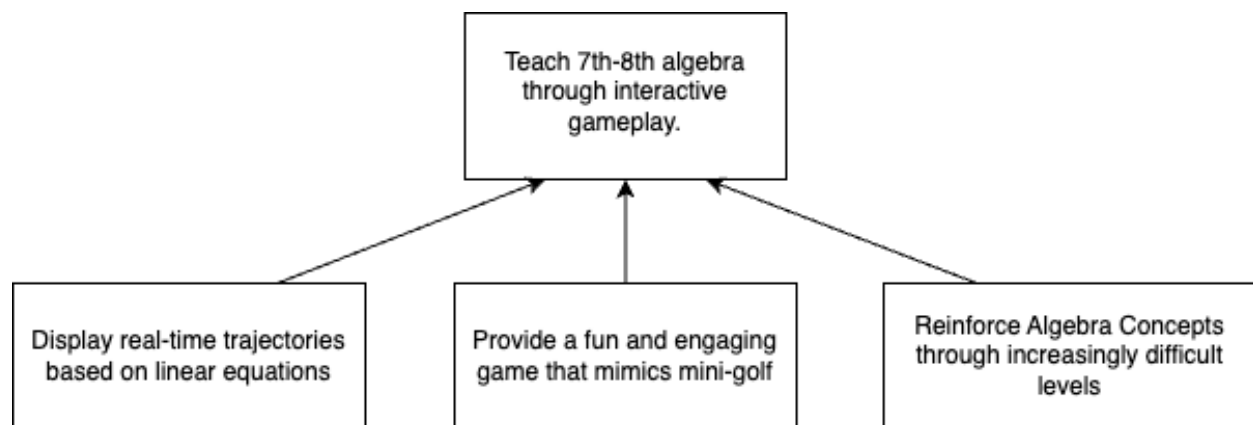 Teach 7th-8th algebra
through interactive
gameplay.
Display real-time trajectories
based on linear equations
Provide a fun and engaging
game that mimics mini-golf
Reinforce Algebra Concepts
through increasingly difficult
levels